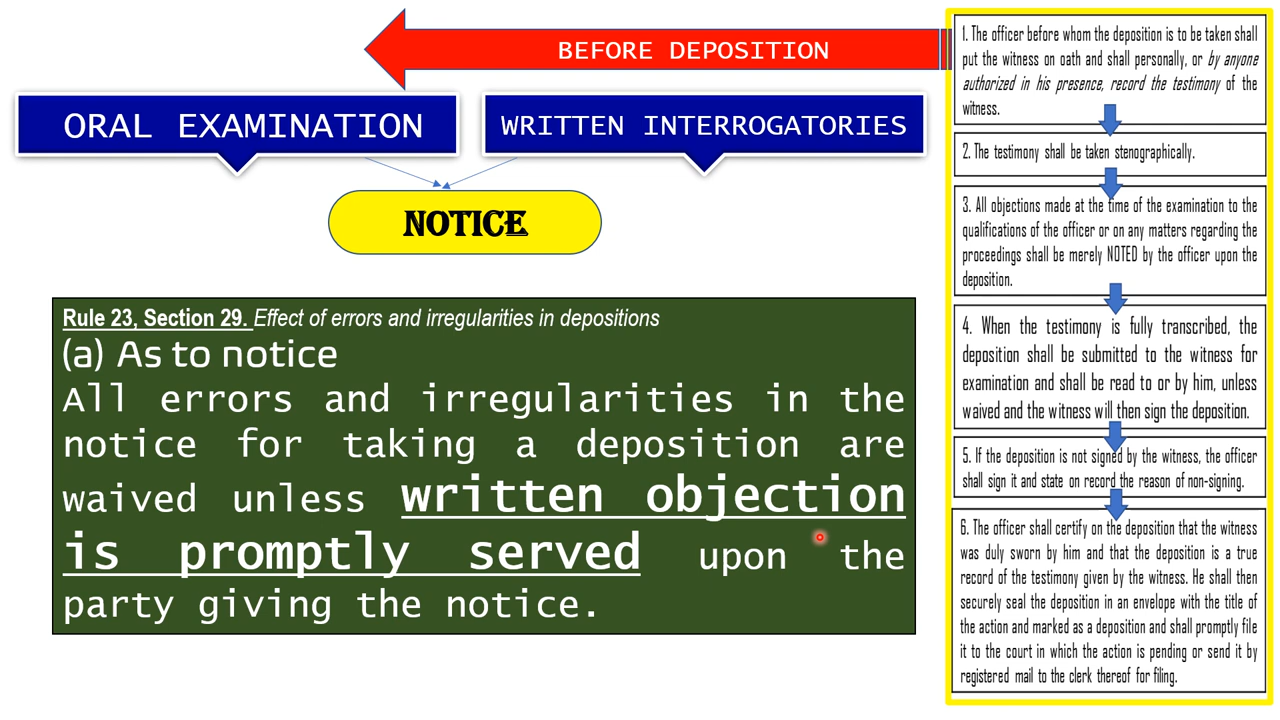 BEFORE DEPOSITION
ORAL EXAMINATION
WRITTEN INTERROGATORIES
NOTICE
Rule 23, Section 29. Effect of errors and irregularities in depositions
(a) As to notice
All errors and irregularities in the
notice for taking a deposition are
waived unless written objection
is promptly served upon the
party giving the notice.
1. The officer before whom the deposition is to be taken shall
put the witness on oath and shall personally, or by anyone
authorized in his presence, record the testimony of the
witness.
2. The testimony shall be taken stenographically.
3. All objections made at the time of the examination to the
qualifications of the officer or on any matters regarding the
proceedings shall be merely NOTED by the officer upon the
deposition.
4. When the testimony is fully transcribed, the
deposition shall be submitted to the witness for
examination and shall be read to or by him, unless
waived and the witness will then sign the deposition.
5. If the deposition is not signed by the witness, the officer
shall sign it and state on record the reason of non-signing.
6. The officer shall certify on the deposition that the witness
was duly sworn by him and that the deposition is a true
record of the testimony given by the witness. He shall then
securely seal the deposition in an envelope with the title of
the action and marked as a deposition and shall promptly file
it to the court in which the action is pending or send it by
registered mail to the clerk thereof for filing.